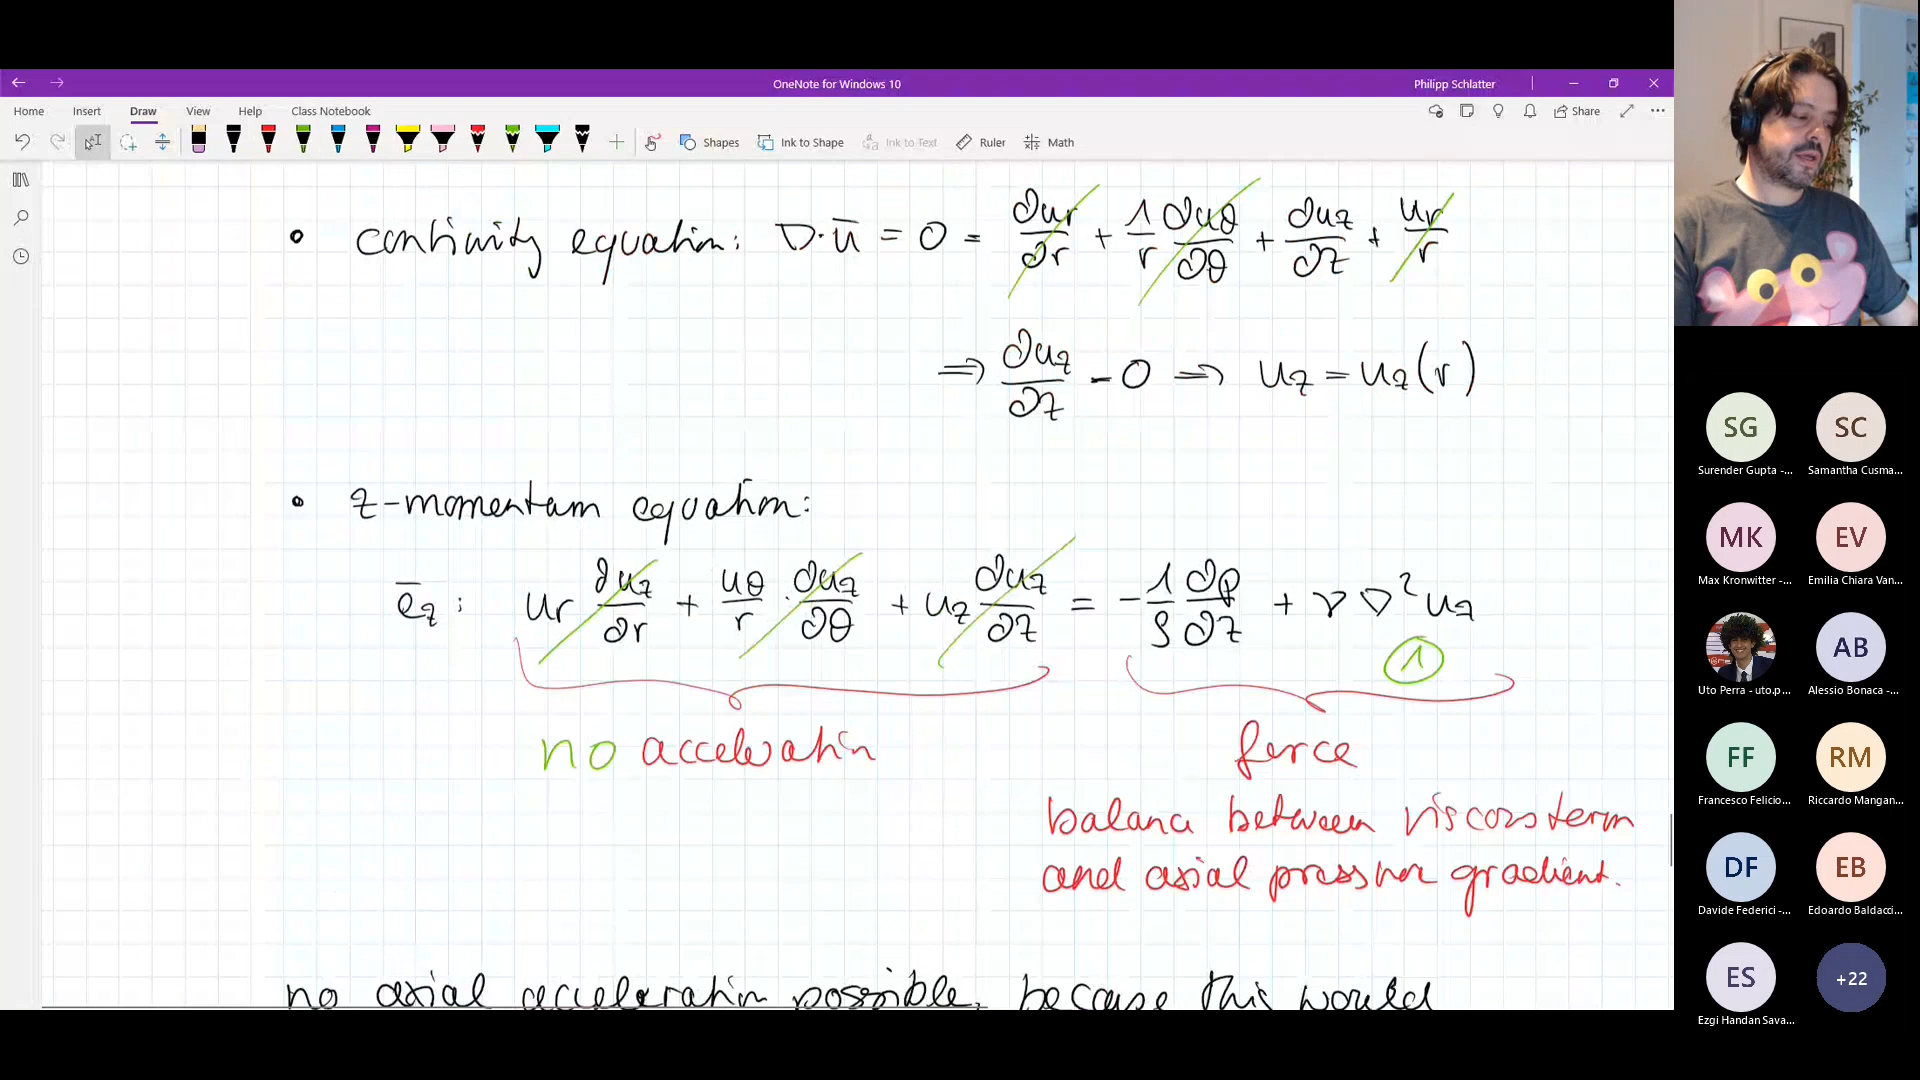 OneNote for Windows 10
Philipp Schlatter
Home Insert Draw View Help Class Notebook
Share
Shapes Ink to Shape Ink to Text Ruler Math
• continuity equation: ∇·u̅ = 0 = ∂ur/∂r + 1/r ∂uθ/∂θ + ∂uz/∂z + ur/r
⇒ ∂uz/∂z = 0 ⇒ uz = uz(r)
• z-momentum equation:
e̅z : ur ∂uz/∂r + uθ/r · ∂uz/∂θ + uz ∂uz/∂z = - 1/ρ ∂p/∂z + ν ∇² uz
1
no acceleration force
balance between viscous term
and axial pressure gradient.
no axial acceleration possible, because this would
SG SC
Surender Gupta -... Samantha Cusma...
MK EV
Max Kronwitter -... Emilia Chiara Van...
AB
Uto Perra - uto.p... Alessio Bonaca -...
FF RM
Francesco Felicio... Riccardo Mangan...
DF EB
Davide Federici -... Edoardo Baldacci...
ES +22
Ezgi Handan Sava...